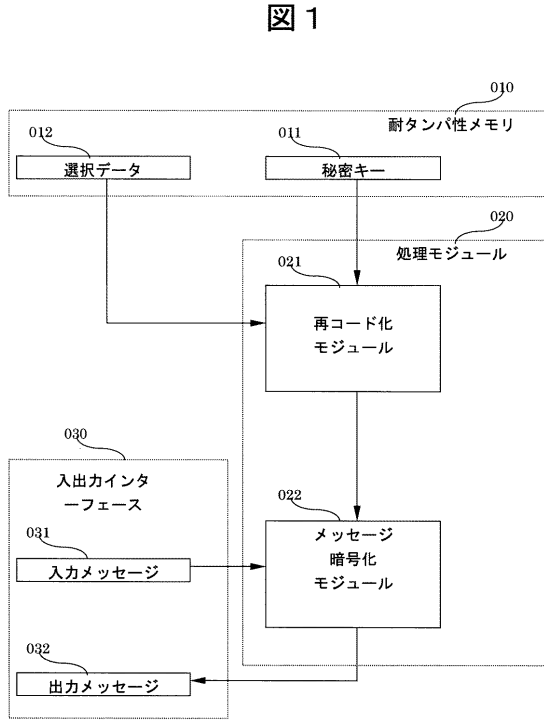 図１
010
耐タンパ性メモリ
012
選択データ
011
秘密キー
020
処理モジュール
021
再コード化
モジュール
030
入出力インタ
ーフェース
022
メッセージ
暗号化
モジュール
031
入力メッセージ
032
出力メッセージ